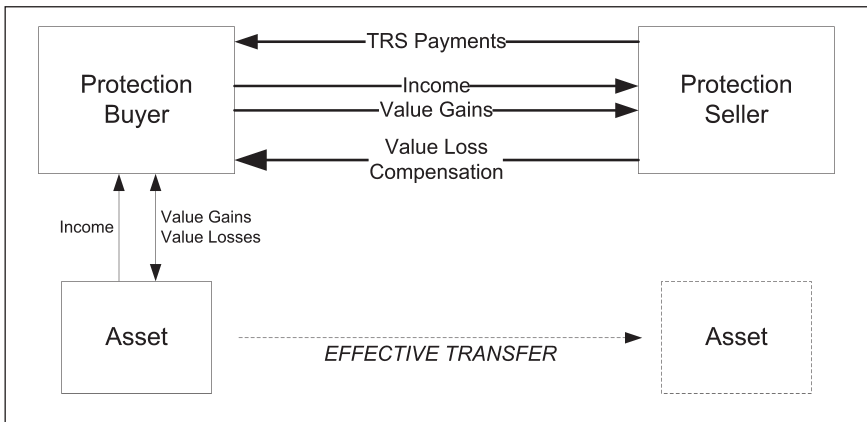 TRS Payments
Protection
Buyer
Income
Value Gains
Value Loss
Compensation
Protection
Seller
Income
Value Gains
Value Losses
Asset
EFFECTIVE TRANSFER
Asset